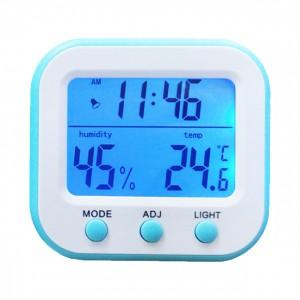 AM
11:46
humidity temp
45% 24.6 °C
MODE ADJ LIGHT